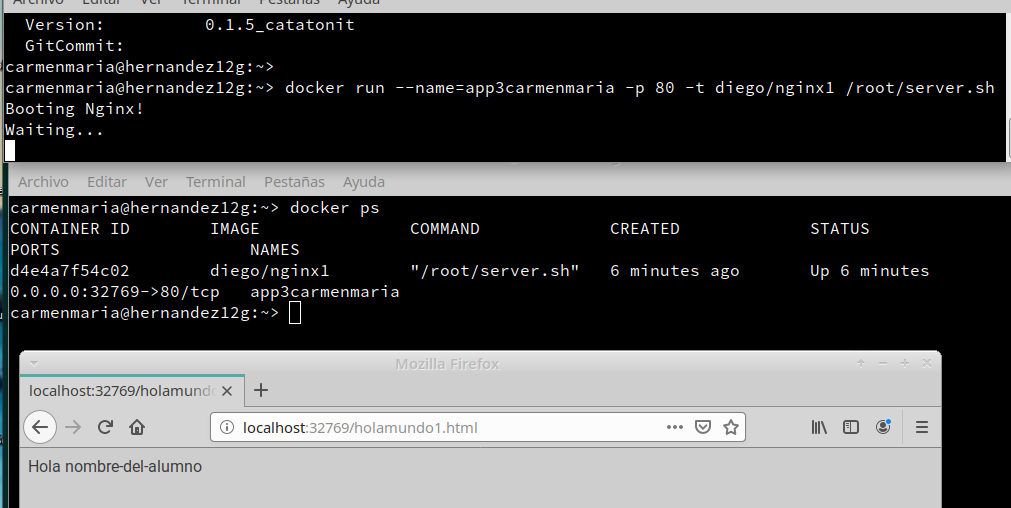 Archivo Editar Ver Terminal Pestañas Ayuda
Version: 0.1.5_catatonit
GitCommit:
carmenmaria@hernandez12g:~>
carmenmaria@hernandez12g:~> docker run --name=app3carmenmaria -p 80 -t diego/nginx1 /root/server.sh
Booting Nginx!
Waiting...
Archivo Editar Ver Terminal Pestañas Ayuda
carmenmaria@hernandez12g:~> docker ps
CONTAINER ID IMAGE COMMAND CREATED STATUS
PORTS NAMES
d4e4a7f54c02 diego/nginx1 "/root/server.sh" 6 minutes ago Up 6 minutes
0.0.0.0:32769->80/tcp app3carmenmaria
carmenmaria@hernandez12g:~>
Mozilla Firefox
localhost:32769/holamund
localhost:32769/holamundo1.html
Hola nombre-del-alumno